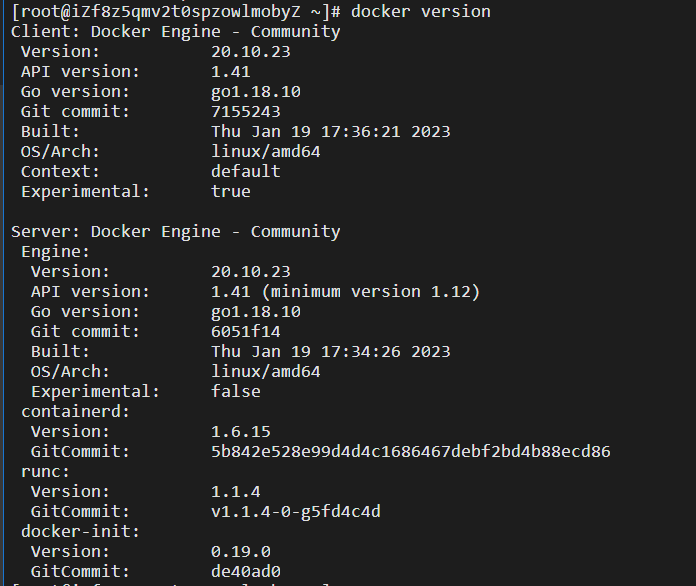 [root@iZf8z5qmv2t0spzowlmobyZ ~]# docker version
Client: Docker Engine - Community
 Version:           20.10.23
 API version:       1.41
 Go version:        go1.18.10
 Git commit:        7155243
 Built:             Thu Jan 19 17:36:21 2023
 OS/Arch:           linux/amd64
 Context:           default
 Experimental:      true

Server: Docker Engine - Community
 Engine:
  Version:          20.10.23
  API version:      1.41 (minimum version 1.12)
  Go version:       go1.18.10
  Git commit:       6051f14
  Built:            Thu Jan 19 17:34:26 2023
  OS/Arch:          linux/amd64
  Experimental:     false
 containerd:
  Version:          1.6.15
  GitCommit:        5b842e528e99d4d4c1686467debf2bd4b88ecd86
 runc:
  Version:          1.1.4
  GitCommit:        v1.1.4-0-g5fd4c4d
 docker-init:
  Version:          0.19.0
  GitCommit:        de40ad0